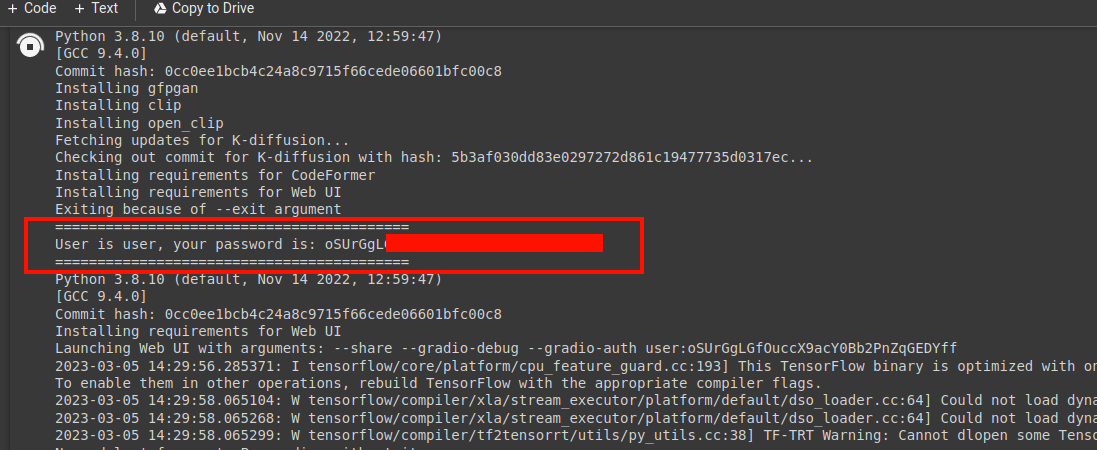 + Code + Text Copy to Drive
Python 3.8.10 (default, Nov 14 2022, 12:59:47)
[GCC 9.4.0]
Commit hash: 0cc0ee1bcb4c24a8c9715f66cede06601bfc00c8
Installing gfpgan
Installing clip
Installing open_clip
Fetching updates for K-diffusion...
Checking out commit for K-diffusion with hash: 5b3af030dd83e0297272d861c19477735d0317ec...
Installing requirements for CodeFormer
Installing requirements for Web UI
Exiting because of --exit argument
==========================================
User is user, your password is: oSUrGgL
==========================================
Python 3.8.10 (default, Nov 14 2022, 12:59:47)
[GCC 9.4.0]
Commit hash: 0cc0ee1bcb4c24a8c9715f66cede06601bfc00c8
Installing requirements for Web UI
Launching Web UI with arguments: --share --gradio-debug --gradio-auth user:oSUrGgLGfOuccX9acY0Bb2PnZqGEDYff
2023-03-05 14:29:56.285371: I tensorflow/core/platform/cpu_feature_guard.cc:193] This TensorFlow binary is optimized with
To enable them in other operations, rebuild TensorFlow with the appropriate compiler flags.
2023-03-05 14:29:58.065104: W tensorflow/compiler/xla/stream_executor/platform/default/dso_loader.cc:64] Could not load
2023-03-05 14:29:58.065268: W tensorflow/compiler/xla/stream_executor/platform/default/dso_loader.cc:64] Could not load
2023-03-05 14:29:58.065299: W tensorflow/compiler/tf2tensorrt/utils/py_utils.cc:38] TF-TRT Warning: Cannot dlopen some